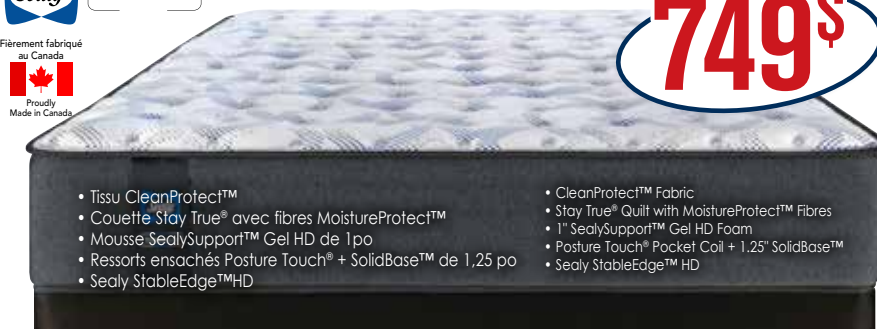 Sealy
749$
Fièrement fabriqué
au Canada
Proudly
Made in Canada
• Tissu CleanProtect™
• Couette Stay True® avec fibres MoistureProtect™
• Mousse SealySupport™ Gel HD de 1po
• Ressorts ensachés Posture Touch® + SolidBase™ de 1,25 po
• Sealy StableEdge™HD
• CleanProtect™ Fabric
• Stay True® Quilt with MoistureProtect™ Fibres
• 1" SealySupport™ Gel HD Foam
• Posture Touch® Pocket Coil + 1.25" SolidBase™
• Sealy StableEdge™ HD